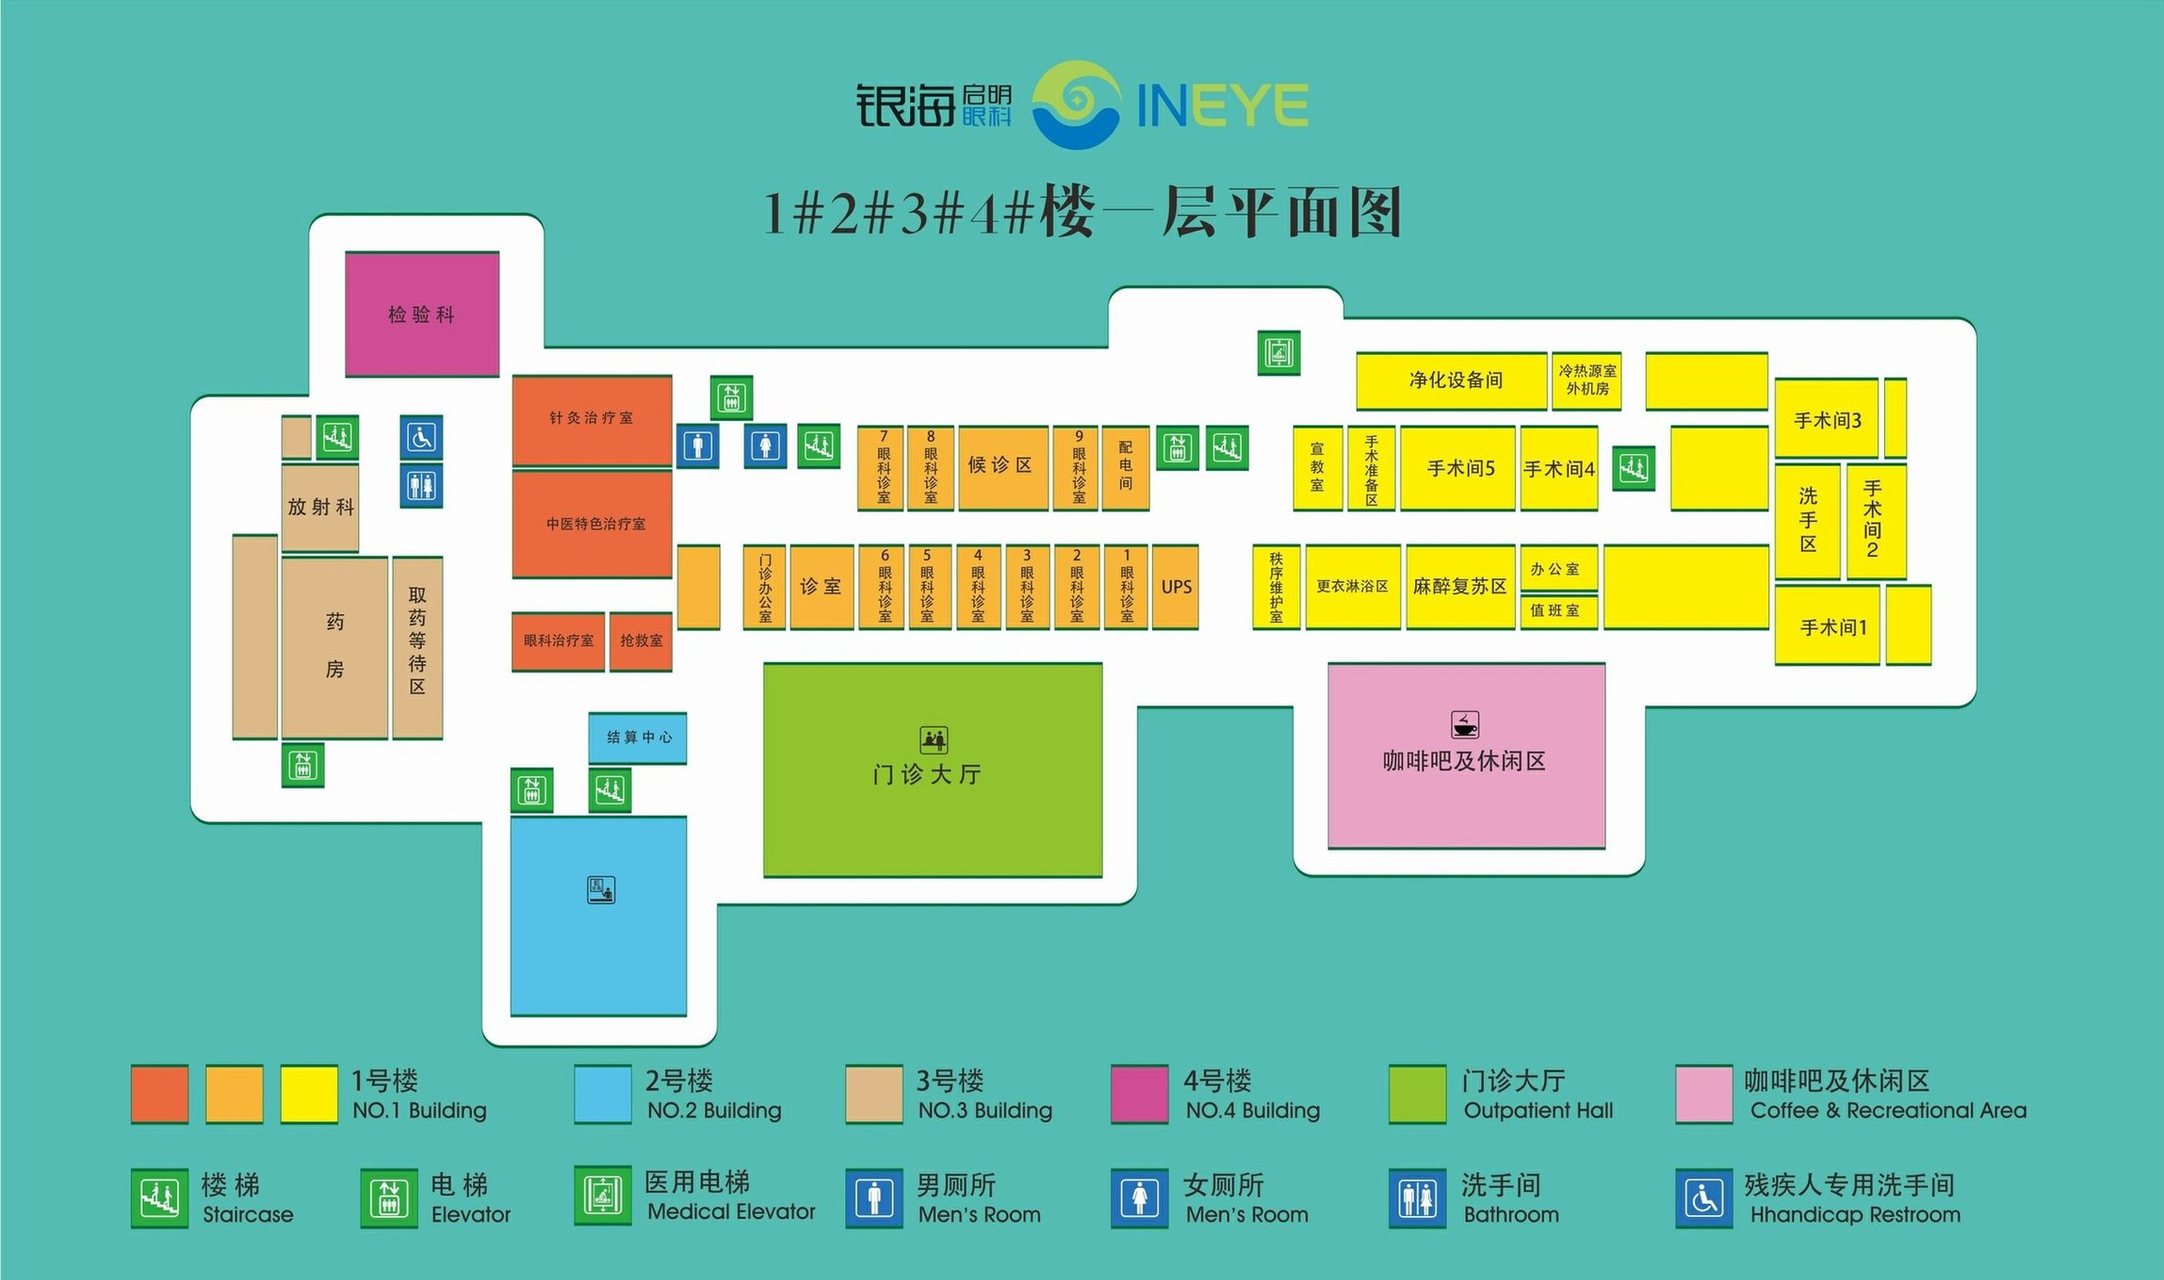 银海 启明眼科 INEYE
1#2#3#4#楼一层平面图
检验科
针灸治疗室
中医特色治疗室
眼科治疗室
抢救室
放射科
药房
取药等待区
结算中心
7眼科诊室
8眼科诊室
候诊区
9眼科诊室
配电间
门诊办公室
诊室
6眼科诊室
5眼科诊室
4眼科诊室
3眼科诊室
2眼科诊室
1眼科诊室
UPS
门诊大厅
净化设备间
冷热源室
外机房
宣教室
手术准备区
手术间5
手术间4
秩序维护室
更衣淋浴区
麻醉复苏区
办公室
值班室
手术间3
洗手区
手术间2
手术间1
咖啡吧及休闲区
1号楼
NO.1 Building
2号楼
NO.2 Building
3号楼
NO.3 Building
4号楼
NO.4 Building
门诊大厅
Outpatient Hall
咖啡吧及休闲区
Coffee & Recreational Area
楼梯
Staircase
电梯
Elevator
医用电梯
Medical Elevator
男厕所
Men's Room
女厕所
Men's Room
洗手间
Bathroom
残疾人专用洗手间
Hhandicap Restroom